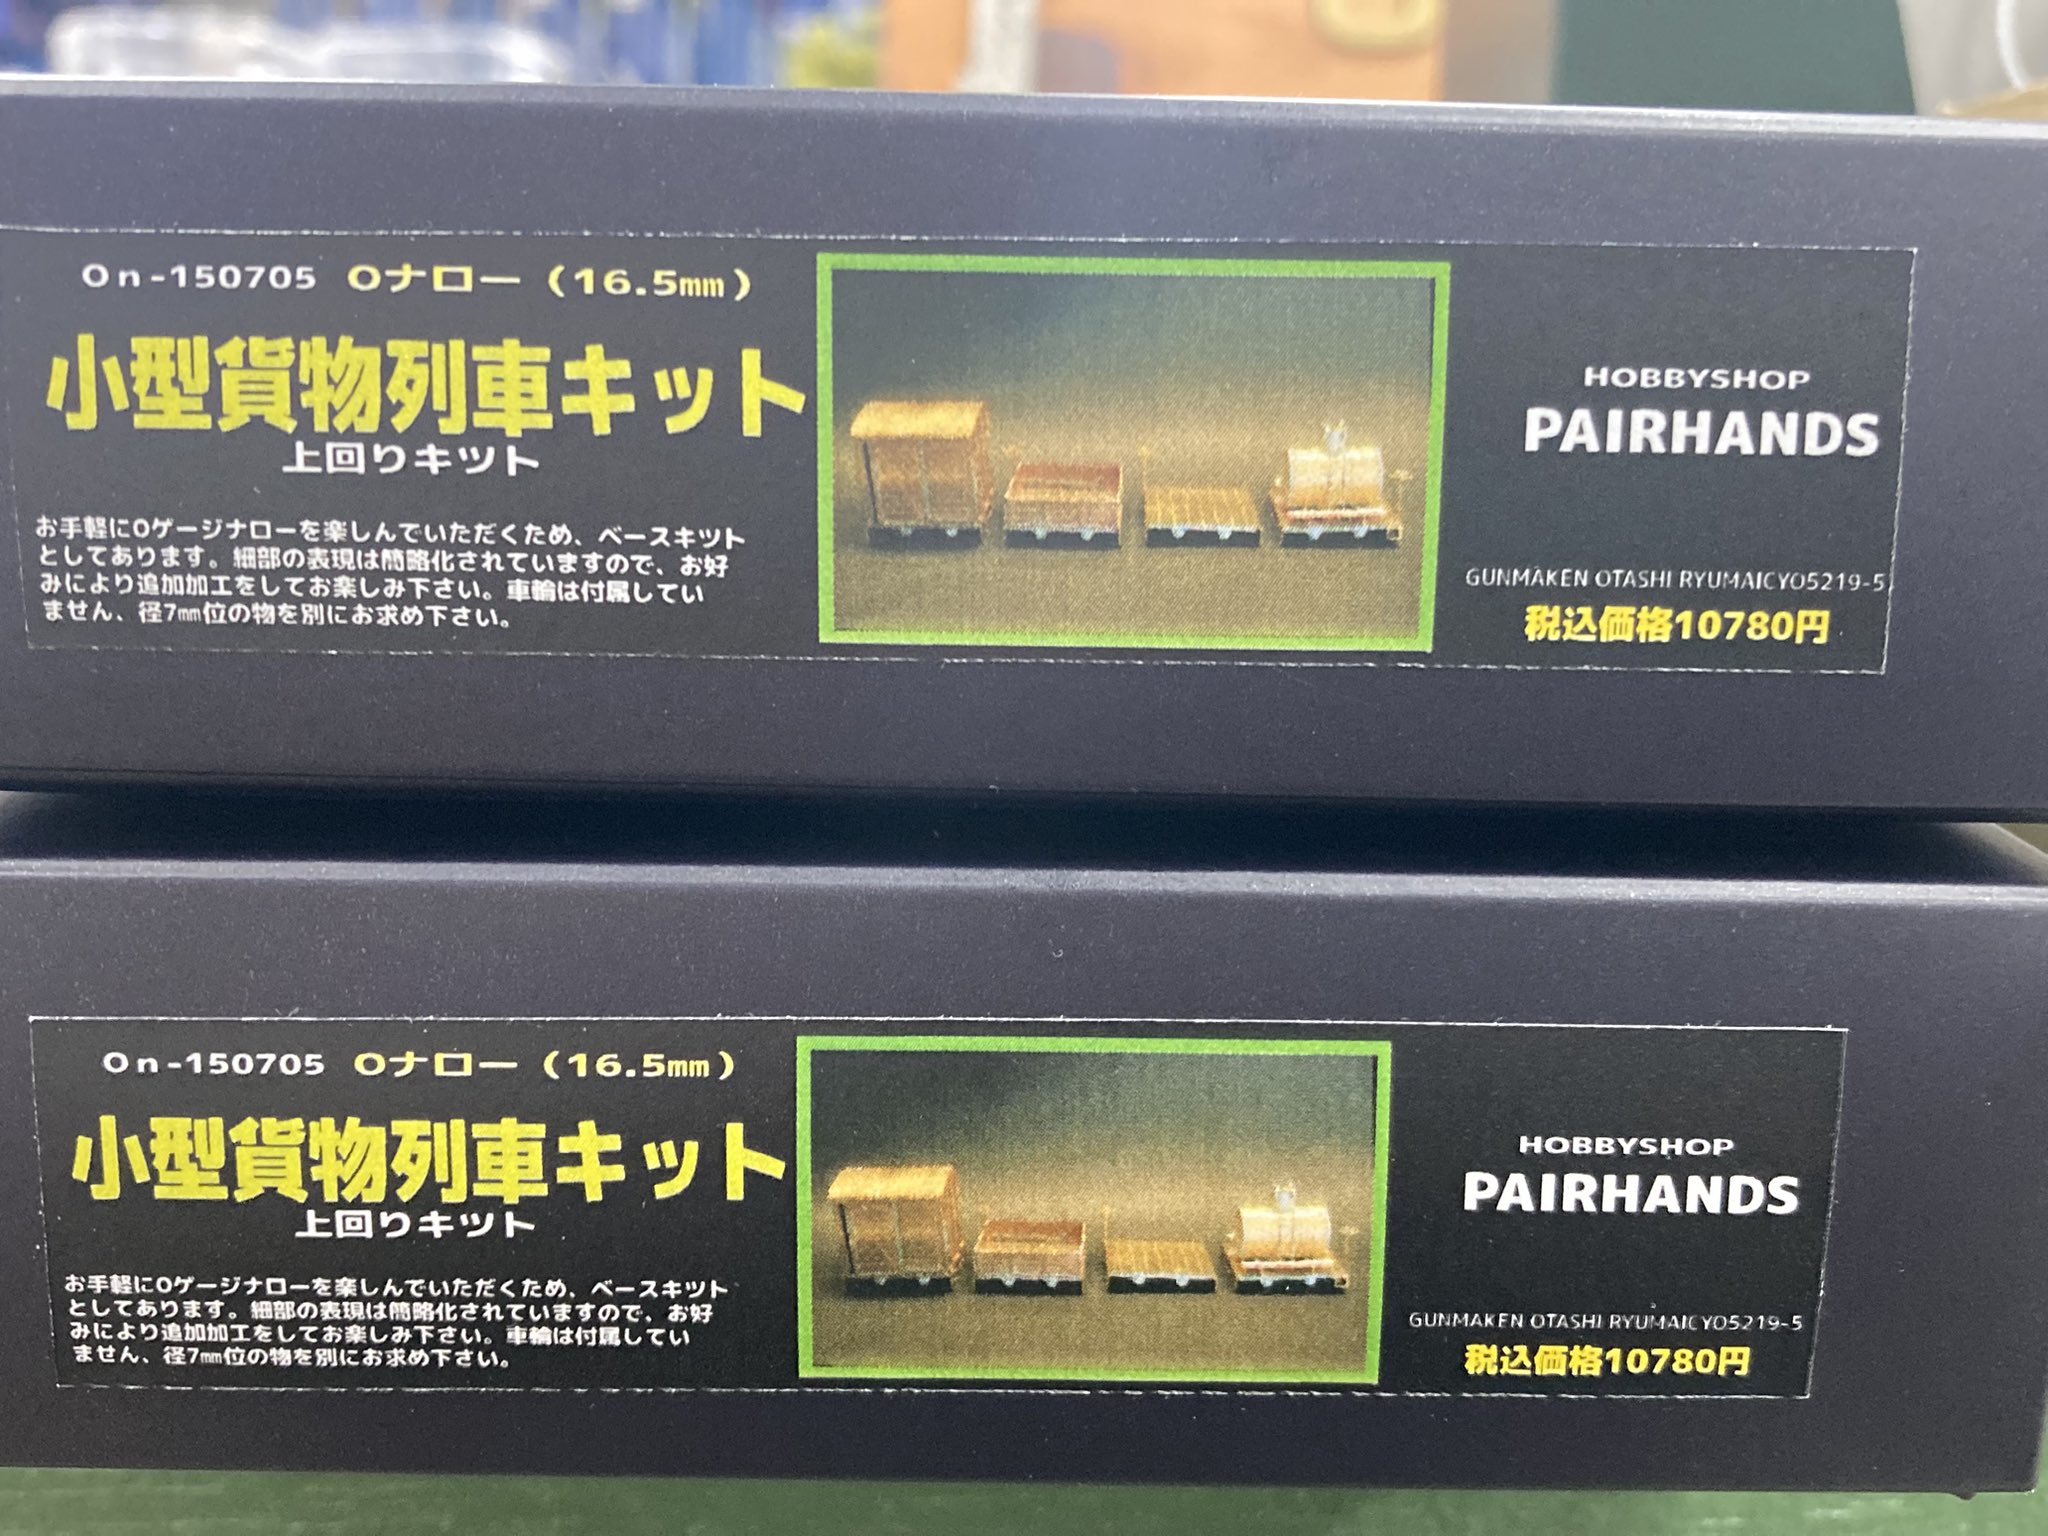 On-150705 Oナロー（16.5mm）
小型貨物列車キット
上回りキツト
お手軽にOゲージナローを楽しんでいただくため、ベースキツト
としてあります。細部の表現は簡略化されていますので、お好
みにより追加加工をしてお楽しみ下さい。車輪は付属してい
ません、径7mm位の物を別にお求め下さい。
HOBBYSHOP
PAIRHANDS
GUNMAKEN OTASHI RYUMAICYO5219-5
税込価格10780円
On-150705 Oナロー（16.5mm）
小型貨物列車キット
上回りキツト
お手軽にOゲージナローを楽しんでいただくため、ベースキツト
としてあります。細部の表現は簡略化されていますので、お好
みにより追加加工をしてお楽しみ下さい。車輪は付属してい
ません、径7mm位の物を別にお求め下さい。
HOBBYSHOP
PAIRHANDS
GUNMAKEN OTASHI RYUMAICYO5219-5
税込価格10780円